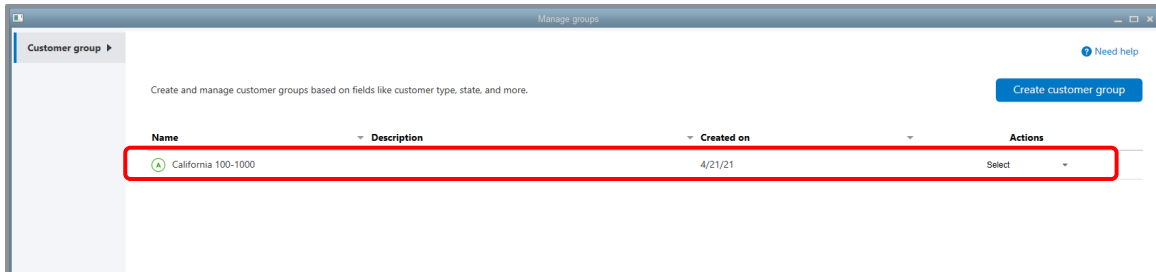 Manage groups
Customer group
Need help
Create and manage customer groups based on fields like customer type, state, and more.
Create customer group
Name Description Created on Actions
A California 100-1000 4/21/21 Select